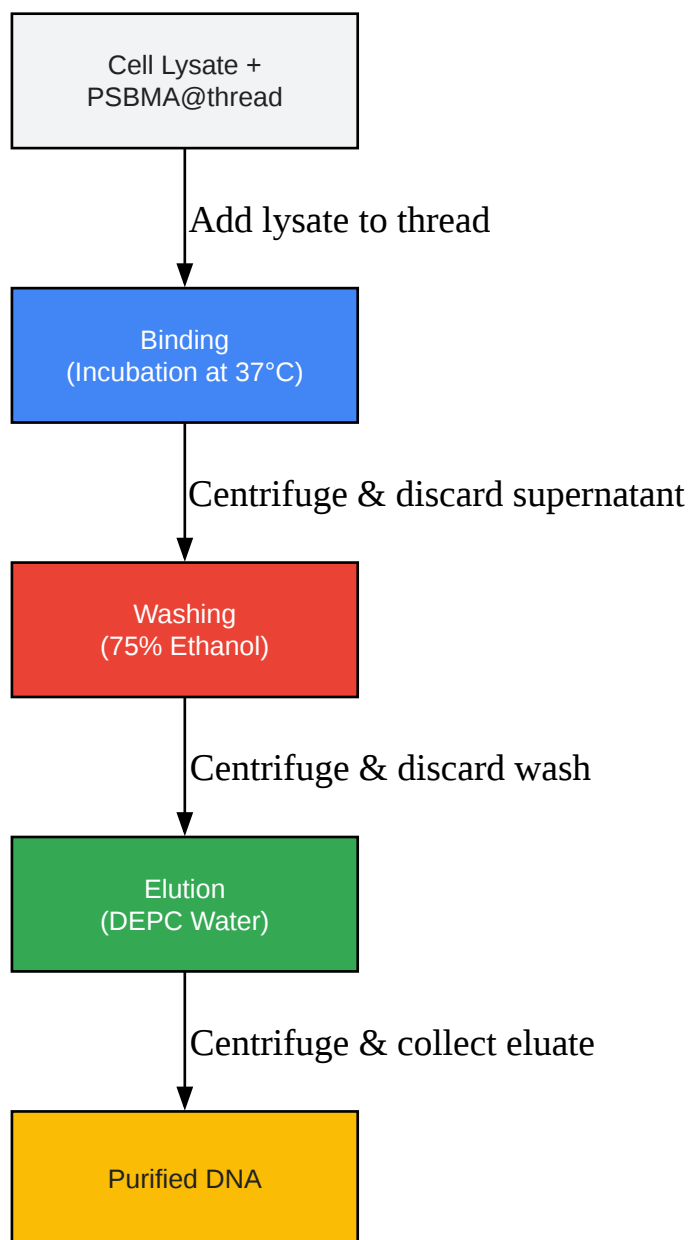 Cell Lysate +
PSBMA@thread
Add lysate to thread
Binding
(Incubation at 37°C)
Centrifuge & discard supernatant
Washing
(75% Ethanol)
Centrifuge & discard wash
Elution
(DEPC Water)
Centrifuge & collect eluate
Purified DNA